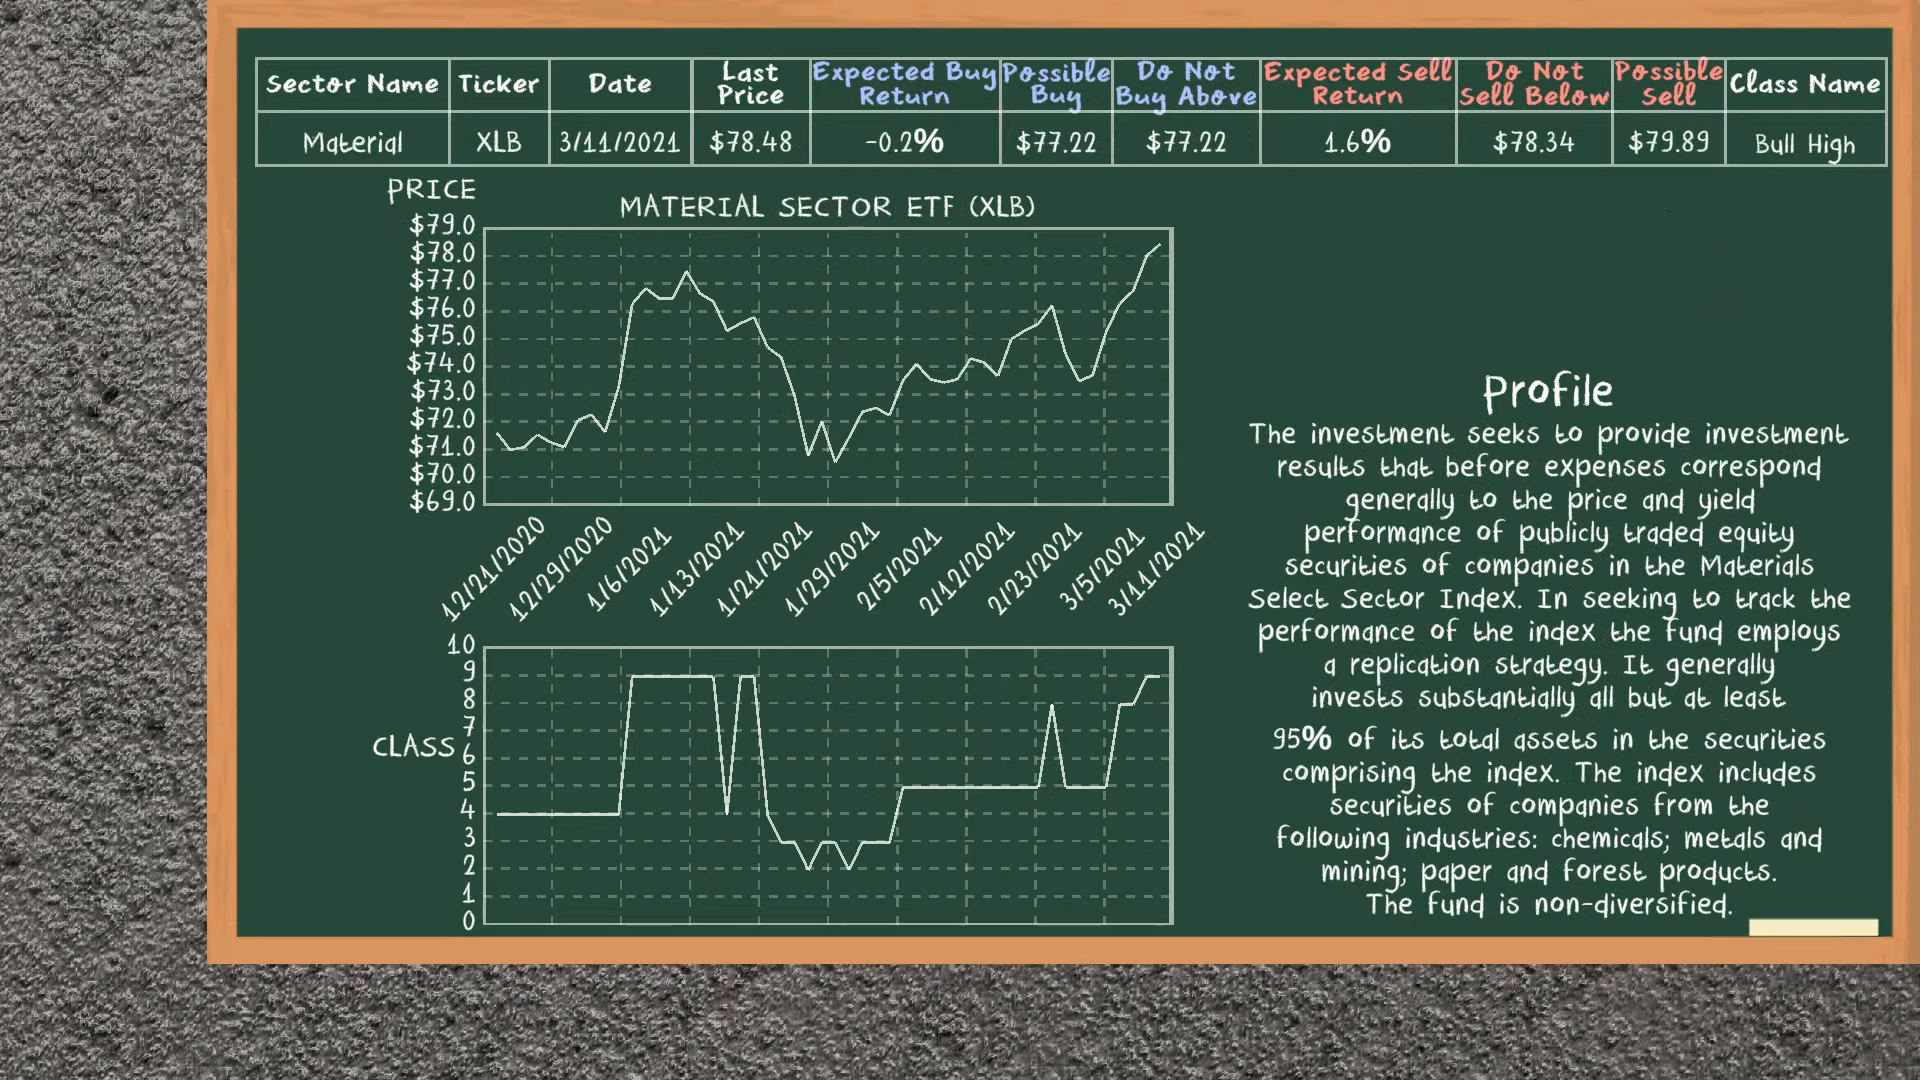 Sector Name Ticker Date Last Price Expected Buy Return Possible Buy Do Not Buy Above Expected Sell Return Do Not Sell Below Possible Sell Class Name
Material XLB 3/11/2021 $78.48 -0.2% $77.22 $77.22 1.6% $78.34 $79.89 Bull High
PRICE
MATERIAL SECTOR ETF (XLB)
$79.0
$78.0
$77.0
$76.0
$75.0
$74.0
$73.0
$72.0
$71.0
$70.0
$69.0
12/21/2020 12/29/2020 1/6/2021 1/13/2021 1/21/2021 1/29/2021 2/5/2021 2/12/2021 2/23/2021 3/5/2021 3/11/2021
10
9
8
7
CLASS 6
5
4
3
2
1
0
Profile
The investment seeks to provide investment
results that before expenses correspond
generally to the price and yield
performance of publicly traded equity
securities of companies in the Materials
Select Sector Index. In seeking to track the
performance of the index the fund employs
a replication strategy. It generally
invests substantially all but at least
95% of its total assets in the securities
comprising the index. The index includes
securities of companies from the
following industries: chemicals; metals and
mining; paper and forest products.
The fund is non-diversified.